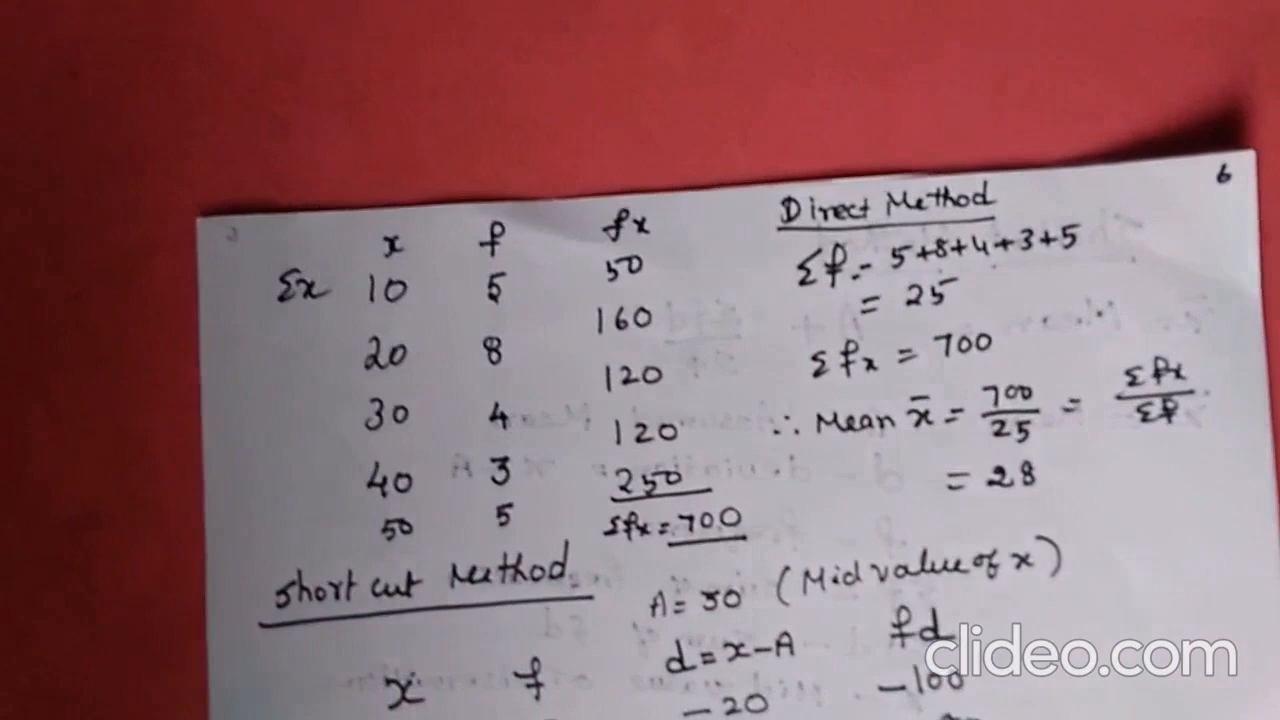 6
x f fx
Σx 10 5 50
20 8 160
30 4 120
40 3 120
50 5 250
Σfx = 700
Direct Method
Σf = 5+8+4+3+5
= 25
Σfx = 700
∴ Mean x̄ = 700/25 = Σfx/Σf
= 28
Short cut Method
A = 30 (Mid value of x)
x f d = x-A fd
-20 -100
clideo.com